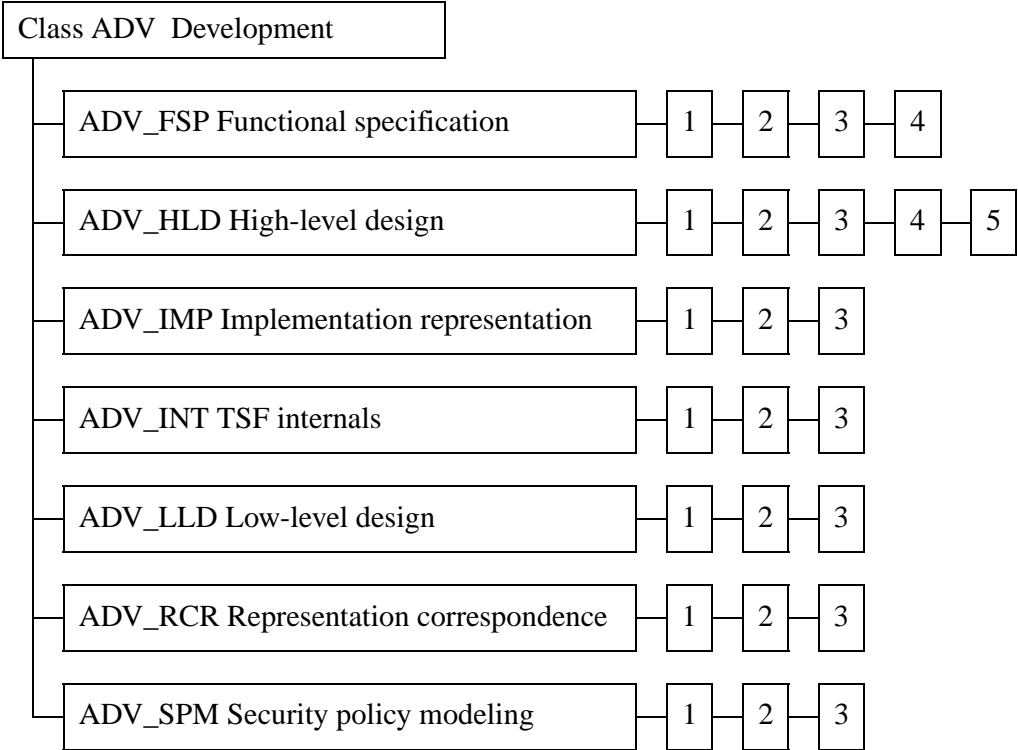 Class ADV Development
ADV_FSP Functional specification 1 2 3 4
ADV_HLD High-level design 1 2 3 4 5
ADV_IMP Implementation representation 1 2 3
ADV_INT TSF internals 1 2 3
ADV_LLD Low-level design 1 2 3
ADV_RCR Representation correspondence 1 2 3
ADV_SPM Security policy modeling 1 2 3